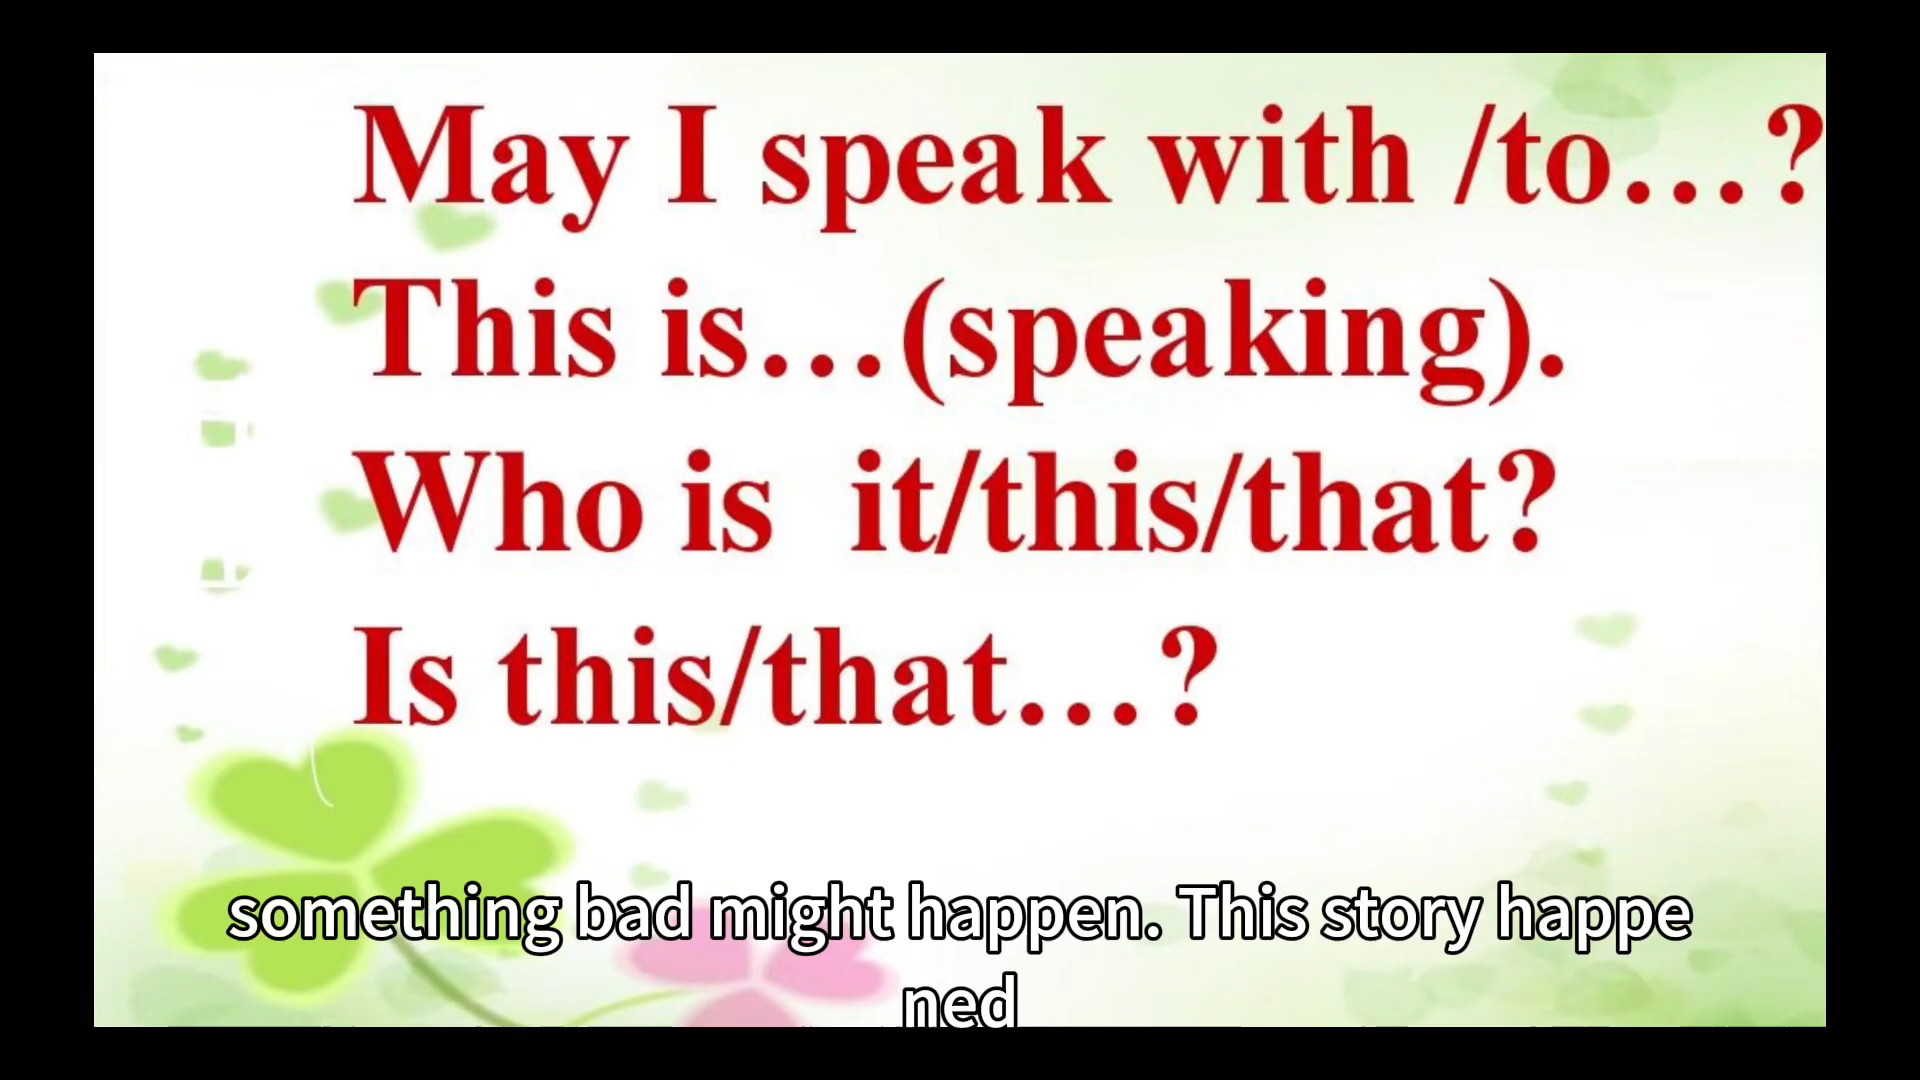 May I speak with /to…?
This is…(speaking).
Who is it/this/that?
Is this/that…?
something bad might happen. This story happe
ned